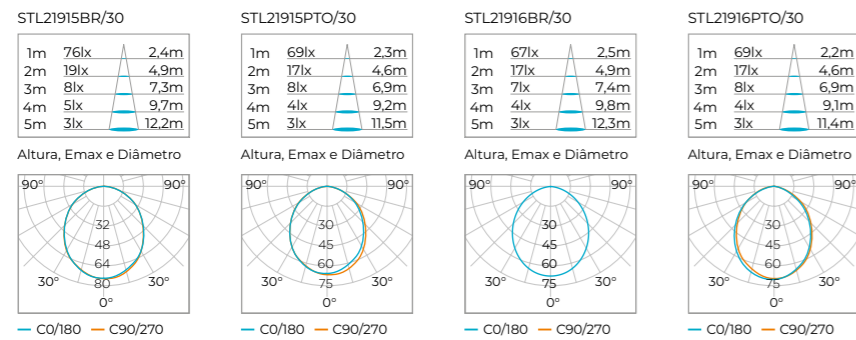 STL21915BR/30
1m 76lx 2,4m
2m 19lx 4,9m
3m 8lx 7,3m
4m 5lx 9,7m
5m 3lx 12,2m
Altura, Emax e Diâmetro
90° 90°
32
48
64
30° 80 30°
0°
C0/180 C90/270
STL21915PTO/30
1m 69lx 2,3m
2m 17lx 4,6m
3m 8lx 6,9m
4m 4lx 9,2m
5m 3lx 11,5m
Altura, Emax e Diâmetro
90° 90°
30
45
60
30° 75 30°
0°
C0/180 C90/270
STL21916BR/30
1m 67lx 2,5m
2m 17lx 4,9m
3m 7lx 7,4m
4m 4lx 9,8m
5m 3lx 12,3m
Altura, Emax e Diâmetro
90° 90°
30
45
60
30° 75 30°
0°
C0/180 C90/270
STL21916PTO/30
1m 69lx 2,2m
2m 17lx 4,6m
3m 8lx 6,9m
4m 4lx 9,1m
5m 3lx 11,4m
Altura, Emax e Diâmetro
90° 90°
30
45
60
30° 75 30°
0°
C0/180 C90/270